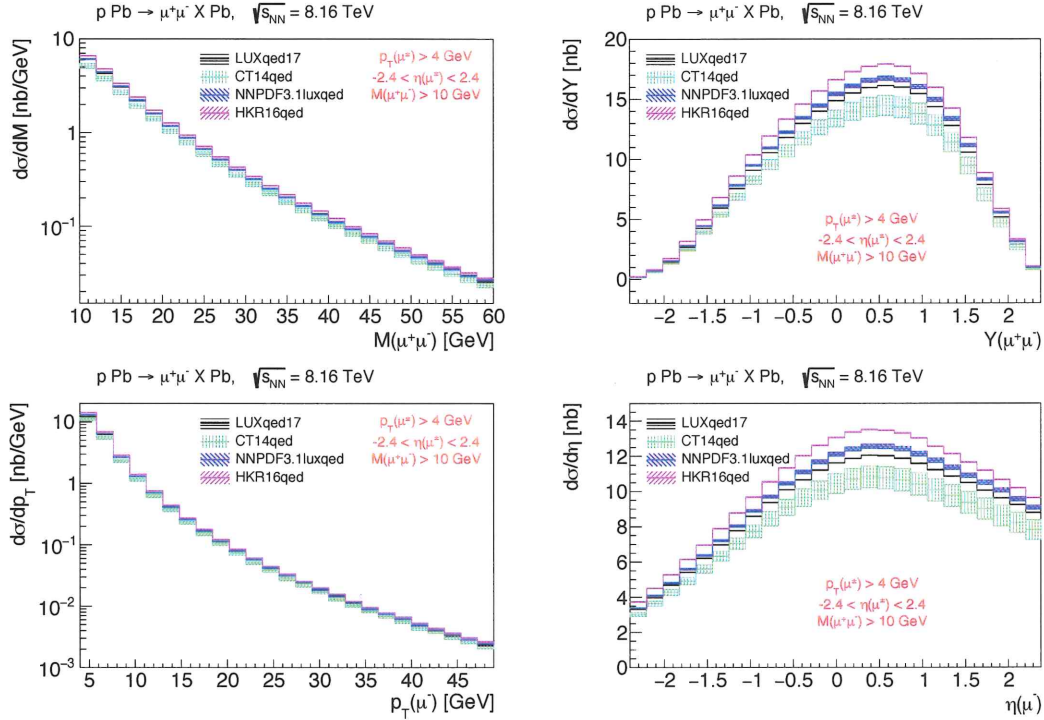 p Pb → μ⁺μ⁻ X Pb, √s_NN = 8.16 TeV
dσ/dM [nb/GeV]
10
1
10⁻¹
LUXqed17
CT14qed
NNPDF3.1luxqed
HKR16qed
p_T(μ^±) > 4 GeV
-2.4 < η(μ^±) < 2.4
M(μ⁺μ⁻) > 10 GeV
10 15 20 25 30 35 40 45 50 55 60
M(μ⁺μ⁻) [GeV]
p Pb → μ⁺μ⁻ X Pb, √s_NN = 8.16 TeV
dσ/dY [nb]
20
18
16
14
12
10
8
6
4
2
0
LUXqed17
CT14qed
NNPDF3.1luxqed
HKR16qed
p_T(μ^±) > 4 GeV
-2.4 < η(μ^±) < 2.4
M(μ⁺μ⁻) > 10 GeV
−2 −1.5 −1 −0.5 0 0.5 1 1.5 2
Y(μ⁺μ⁻)
p Pb → μ⁺μ⁻ X Pb, √s_NN = 8.16 TeV
dσ/dp_T [nb/GeV]
10
1
10⁻¹
10⁻²
10⁻³
LUXqed17
CT14qed
NNPDF3.1luxqed
HKR16qed
p_T(μ^±) > 4 GeV
-2.4 < η(μ^±) < 2.4
M(μ⁺μ⁻) > 10 GeV
5 10 15 20 25 30 35 40 45
p_T(μ⁻) [GeV]
p Pb → μ⁺μ⁻ X Pb, √s_NN = 8.16 TeV
dσ/dη [nb]
14
12
10
8
6
4
2
0
LUXqed17
CT14qed
NNPDF3.1luxqed
HKR16qed
p_T(μ^±) > 4 GeV
-2.4 < η(μ^±) < 2.4
M(μ⁺μ⁻) > 10 GeV
−2 −1.5 −1 −0.5 0 0.5 1 1.5 2
η(μ⁻)